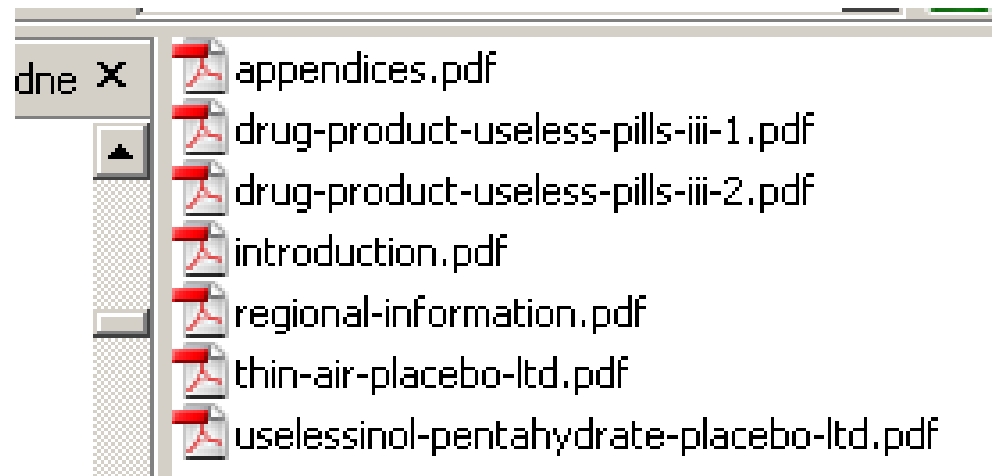 dne
appendices.pdf
drug-product-useless-pills-iii-1.pdf
drug-product-useless-pills-iii-2.pdf
introduction.pdf
regional-information.pdf
thin-air-placebo-ltd.pdf
uselessinol-pentahydrate-placebo-ltd.pdf